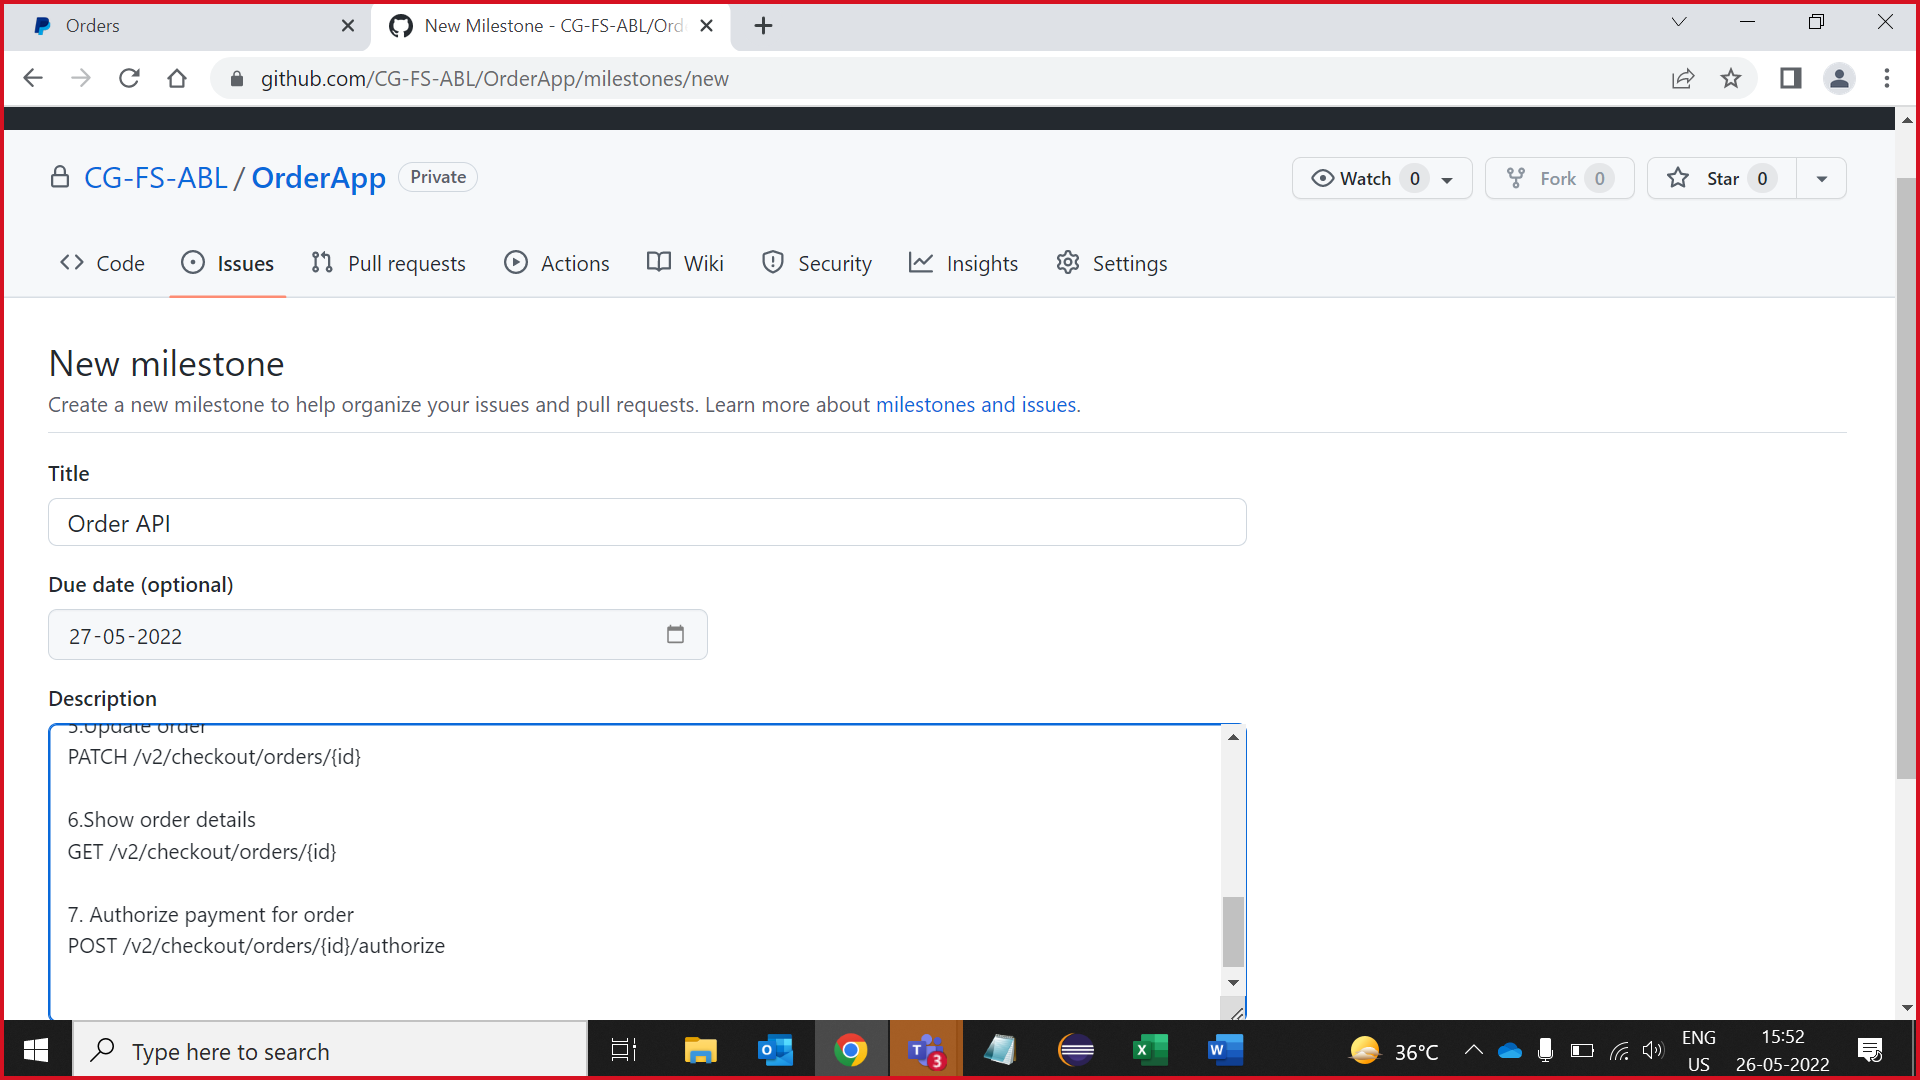 Orders
New Milestone - CG-FS-ABL/Ord
github.com/CG-FS-ABL/OrderApp/milestones/new
CG-FS-ABL / OrderApp Private
Watch 0
Fork 0
Star 0
Code
Issues
Pull requests
Actions
Wiki
Security
Insights
Settings
New milestone
Create a new milestone to help organize your issues and pull requests. Learn more about milestones and issues.
Title
Order API
Due date (optional)
27-05-2022
Description
5.Update order
PATCH /v2/checkout/orders/{id}
6.Show order details
GET /v2/checkout/orders/{id}
7. Authorize payment for order
POST /v2/checkout/orders/{id}/authorize
Type here to search
3
36°C
ENG
US
15:52
26-05-2022